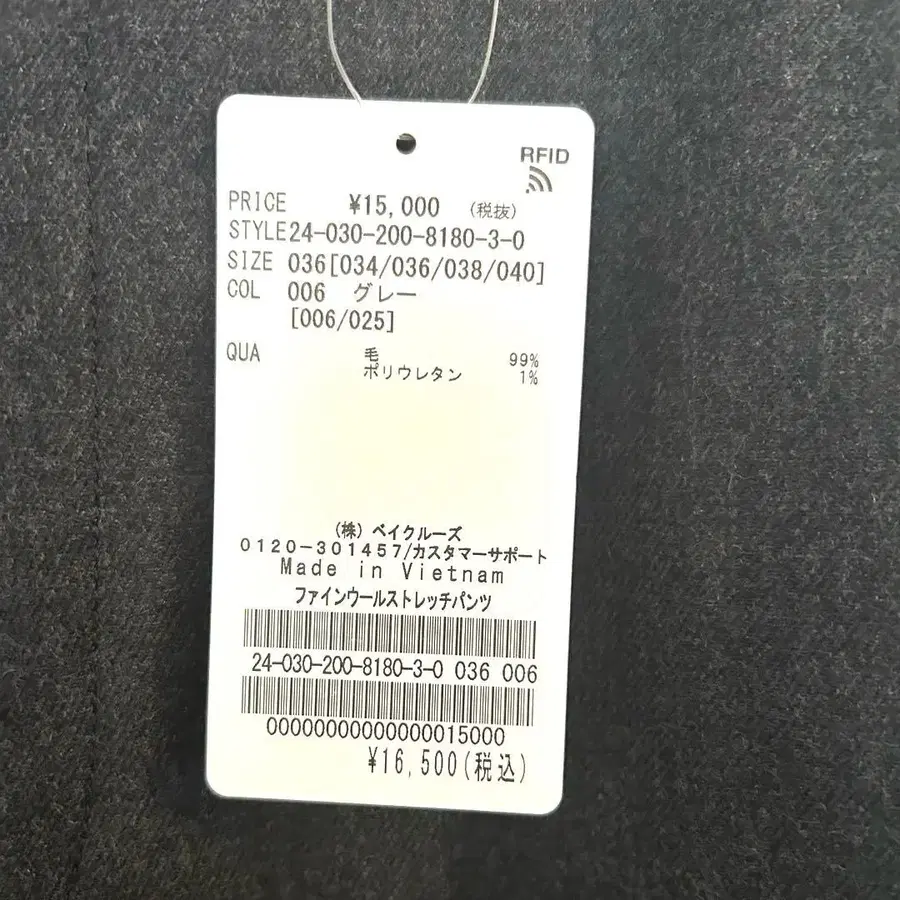 RFID
PRICE ¥15,000 (税抜)
STYLE24-030-200-8180-3-0
SIZE 036[034/036/038/040]
COL 006 グレー
[006/025]
QUA 毛 99%
ポリウレタン 1%
(株) ベイクルーズ
0120-301457/カスタマーサポート
Made in Vietnam
ファインウールストレッチパンツ
24-030-200-8180-3-0 036 006
00000000000000015000
¥16,500(税込)